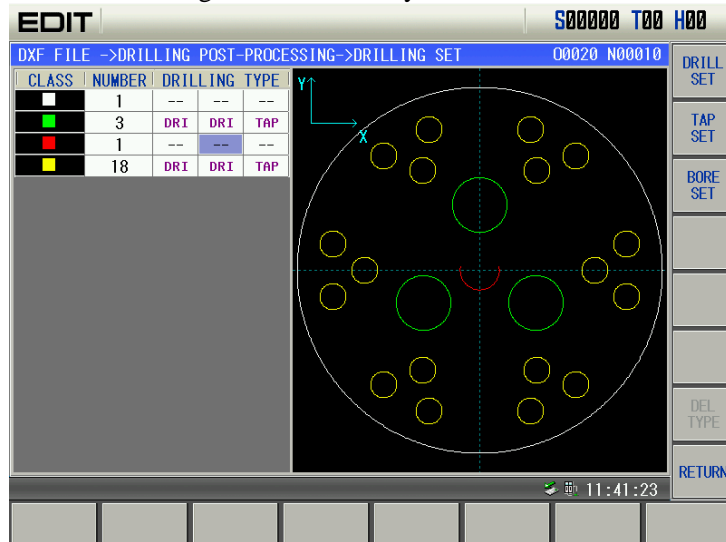 EDIT S00000 T00 H00
DXF FILE ->DRILLING POST-PROCESSING->DRILLING SET O0020 N00010
CLASS NUMBER DRILLING TYPE
1 -- -- --
3 DRI DRI TAP
1 -- -- --
18 DRI DRI TAP
Y
X
DRILL
SET
TAP
SET
BORE
SET
DEL
TYPE
RETURN
11:41:23